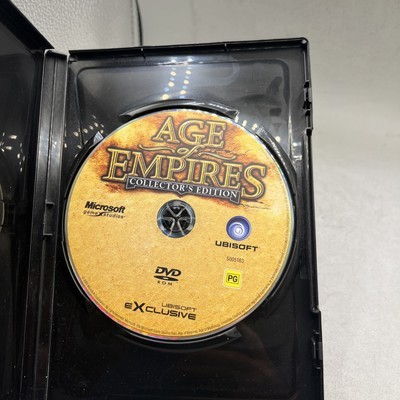 AGE
of
EMPIRES
COLLECTOR'S EDITION
Microsoft
game studios
UBISOFT
DVD
ROM
PG
UBISOFT
EXCLUSIVE